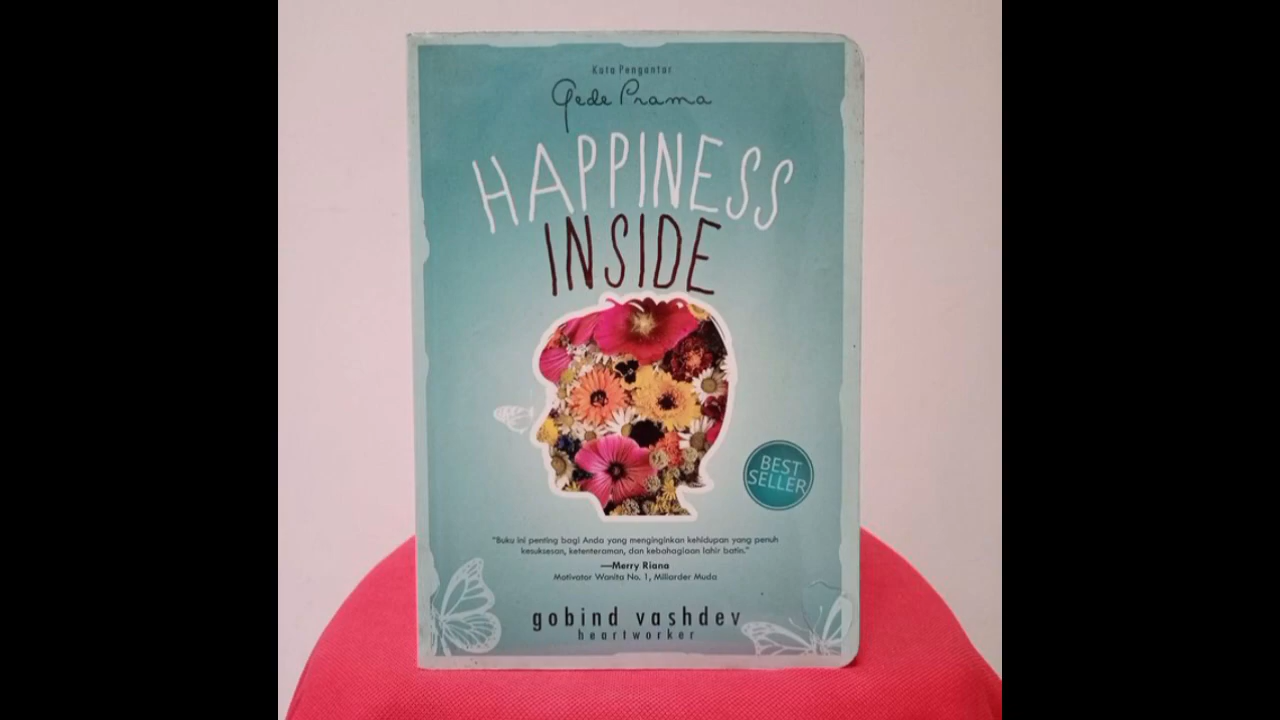 Kata Pengantar
Gede Prama
HAPPINESS
INSIDE
BEST
SELLER
"Buku ini penting bagi Anda yang menginginkan kehidupan yang penuh
kesuksesan, ketenteraman, dan kebahagiaan lahir batin."
—Merry Riana
Motivator Wanita No. 1, Miliarder Muda
gobind vashdev
heartworker